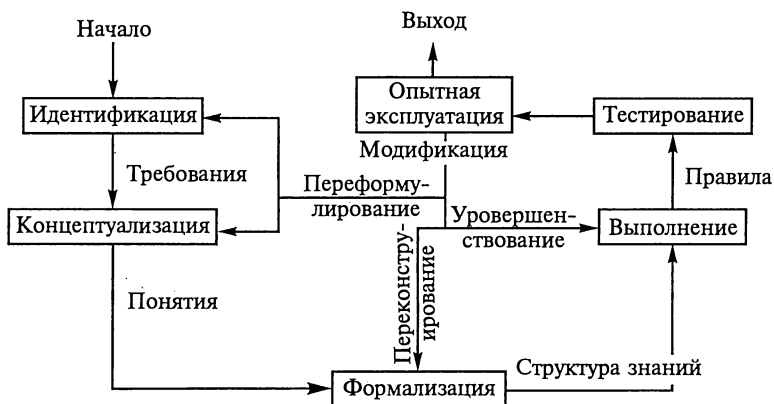 Начало
Выход
Идентификация
Опытная
эксплуатация
Тестирование
Модификация
Требования
Переформу-
лирование
Правила
Концептуализация
Уровершен-
ствование
Выполнение
Переконстру-
ирование
Понятия
Формализация
Структура знаний